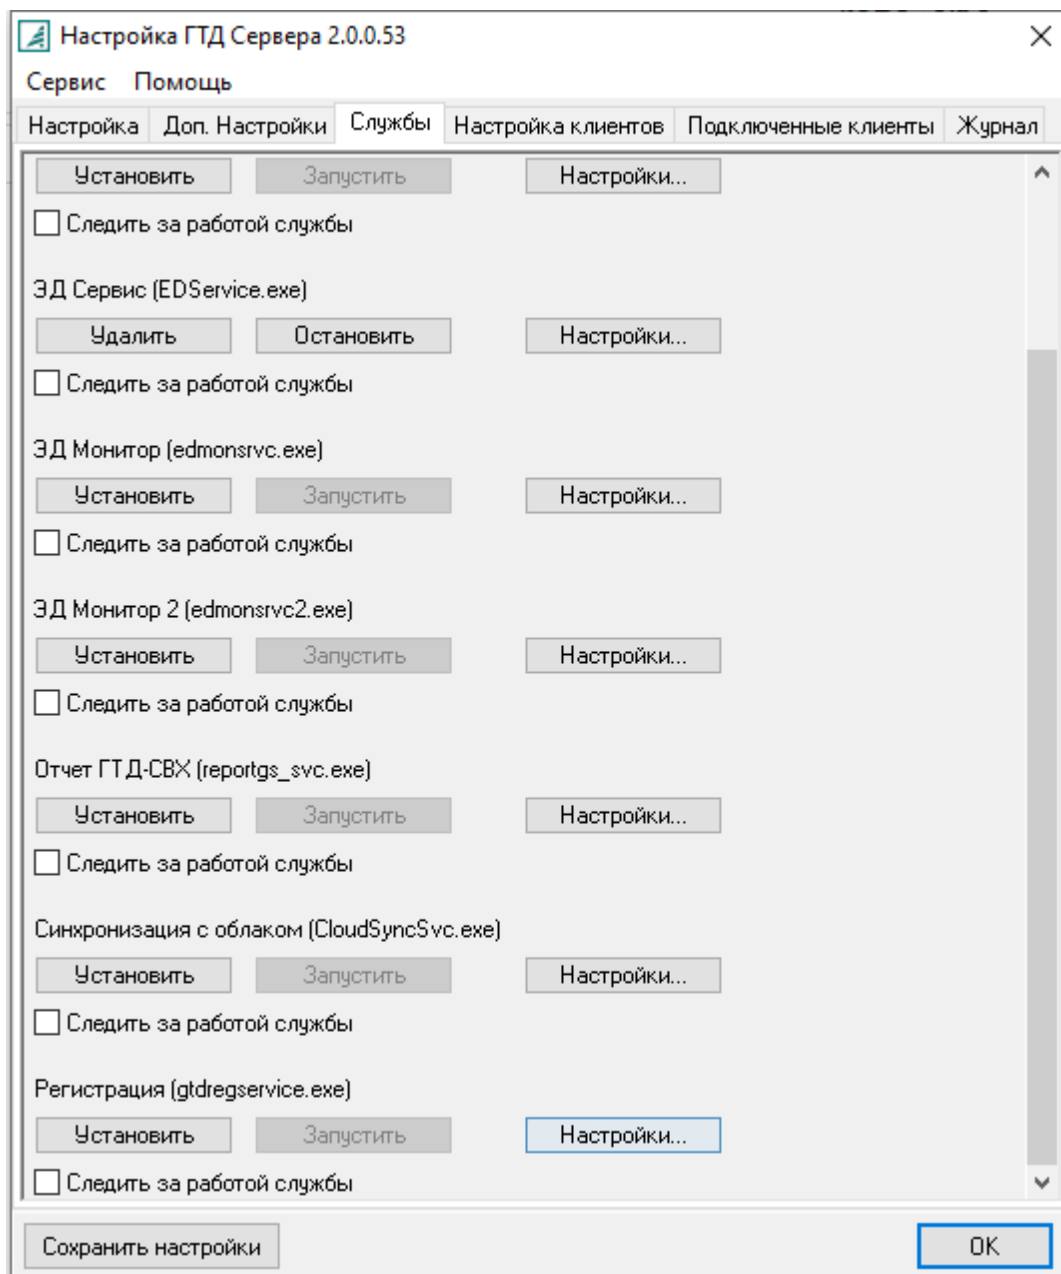 Настройка ГТД Сервера 2.0.0.53
Сервис Помощь
Настройка Доп. Настройки Службы Настройка клиентов Подключенные клиенты Журнал
Установить Запустить Настройки...
Следить за работой службы
ЭД Сервис (EDService.exe)
Удалить Остановить Настройки...
Следить за работой службы
ЭД Монитор (edmonsrvc.exe)
Установить Запустить Настройки...
Следить за работой службы
ЭД Монитор 2 (edmonsrvc2.exe)
Установить Запустить Настройки...
Следить за работой службы
Отчет ГТД-СВХ (reportgs_svc.exe)
Установить Запустить Настройки...
Следить за работой службы
Синхронизация с облаком (CloudSyncSvc.exe)
Установить Запустить Настройки...
Следить за работой службы
Регистрация (gtdregservice.exe)
Установить Запустить Настройки...
Следить за работой службы
Сохранить настройки OK